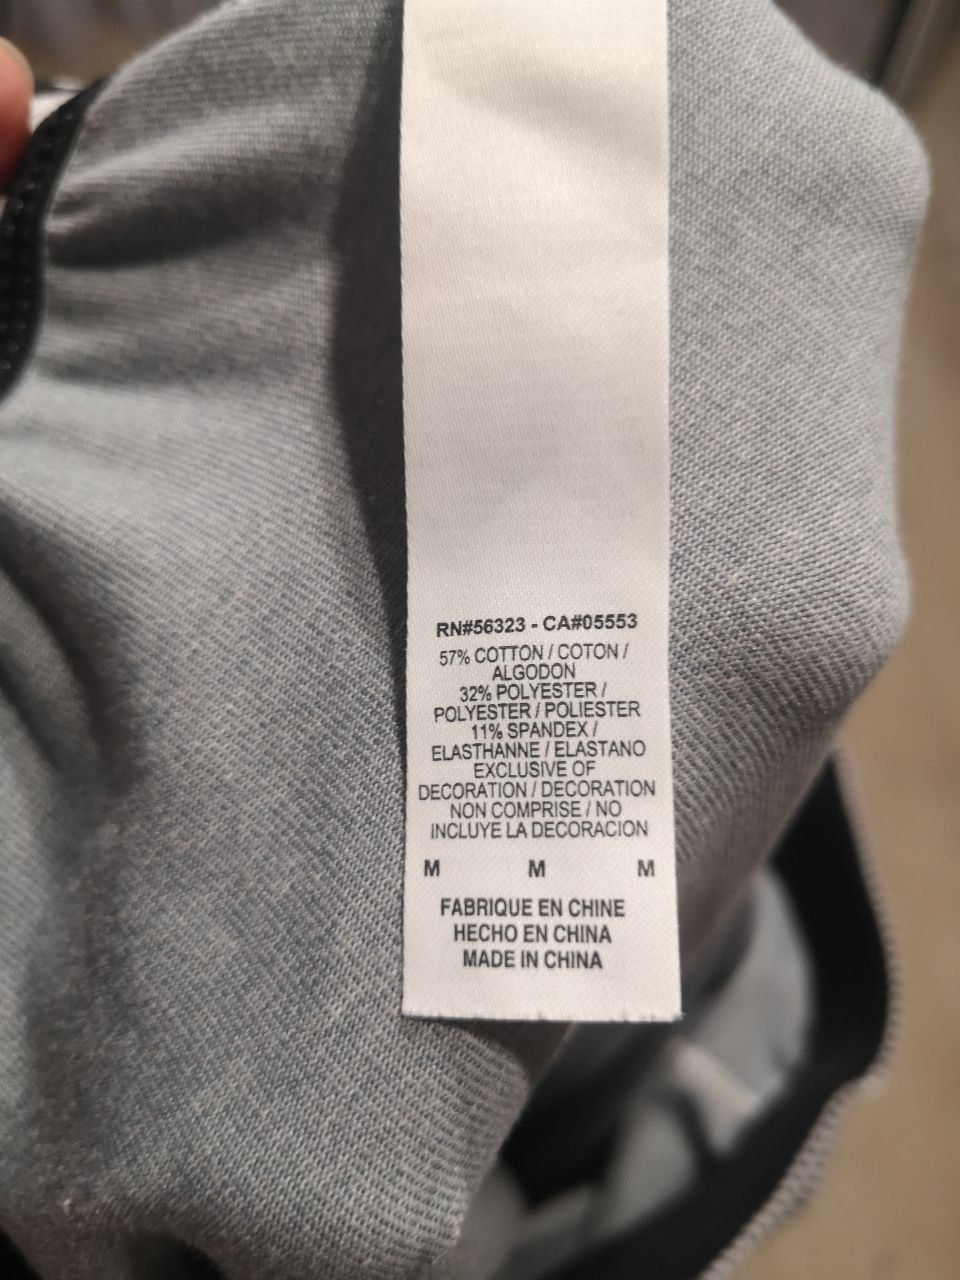 RN#56323 - CA#05553
57% COTTON / COTON /
ALGODON
32% POLYESTER /
POLYESTER / POLIESTER
11% SPANDEX /
ELASTHANNE / ELASTANO
EXCLUSIVE OF
DECORATION / DECORATION
NON COMPRISE / NO
INCLUYE LA DECORACION
M M M
FABRIQUE EN CHINE
HECHO EN CHINA
MADE IN CHINA